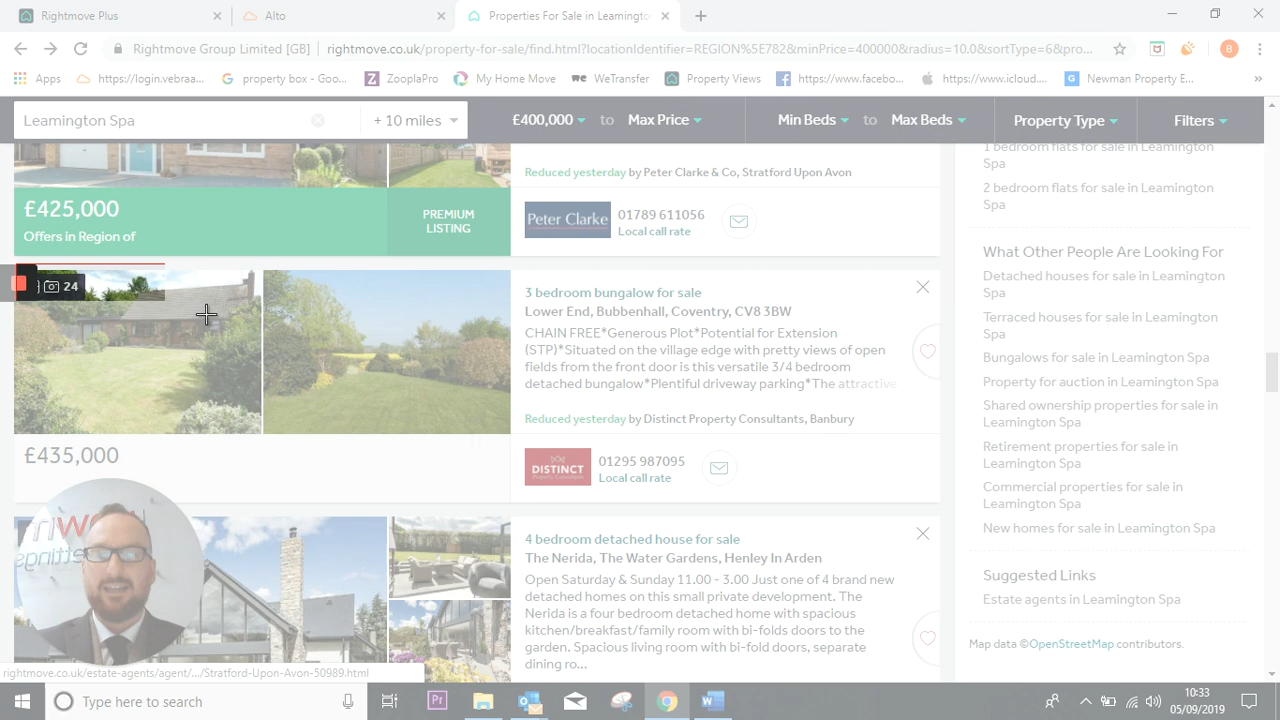 Rightmove Plus
Alto
Properties For Sale in Leamingto
Rightmove Group Limited [GB]
rightmove.co.uk/property-for-sale/find.html?locationIdentifier=REGION%5E782&minPrice=400000&radius=10.0&sortType=6&pro...
B
Apps
https://login.vebraa...
property box - Goo...
ZooplaPro
My Home Move
WeTransfer
Property Views
https://www.facebo...
https://www.icloud....
Newman Property E...
»
Leamington Spa
+ 10 miles
£400,000
to
Max Price
Min Beds
to
Max Beds
Property Type
Filters
£425,000
Offers in Region of
PREMIUM
LISTING
Reduced yesterday by Peter Clarke & Co, Stratford Upon Avon
Peter Clarke
01789 611056
Local call rate
24
3 bedroom bungalow for sale
Lower End, Bubbenhall, Coventry, CV8 3BW
CHAIN FREE*Generous Plot*Potential for Extension
(STP)*Situated on the village edge with pretty views of open
fields from the front door is this versatile 3/4 bedroom
detached bungalow*Plentiful driveway parking*The attractive
Reduced yesterday by Distinct Property Consultants, Banbury
£435,000
DISTINCT
01295 987095
Local call rate
4 bedroom detached house for sale
The Nerida, The Water Gardens, Henley In Arden
Open Saturday & Sunday 11.00 - 3.00 Just one of 4 brand new
detached homes on this small private development. The
Nerida is a four bedroom detached home with spacious
kitchen/breakfast/family room with bi-folds doors to the
garden. Spacious living room with bi-fold doors, separate
dining ro...
1 bedroom flats for sale in Leamington
Spa
2 bedroom flats for sale in Leamington
Spa
What Other People Are Looking For
Detached houses for sale in Leamington
Spa
Terraced houses for sale in Leamington
Spa
Bungalows for sale in Leamington Spa
Property for auction in Leamington Spa
Shared ownership properties for sale in
Leamington Spa
Retirement properties for sale in
Leamington Spa
Commercial properties for sale in
Leamington Spa
New homes for sale in Leamington Spa
Suggested Links
Estate agents in Leamington Spa
Map data ©OpenStreetMap contributors.
rightmove.co.uk/estate-agents/agent/.../Stratford-Upon-Avon-50989.html
Type here to search
Pr
10:33
05/09/2019